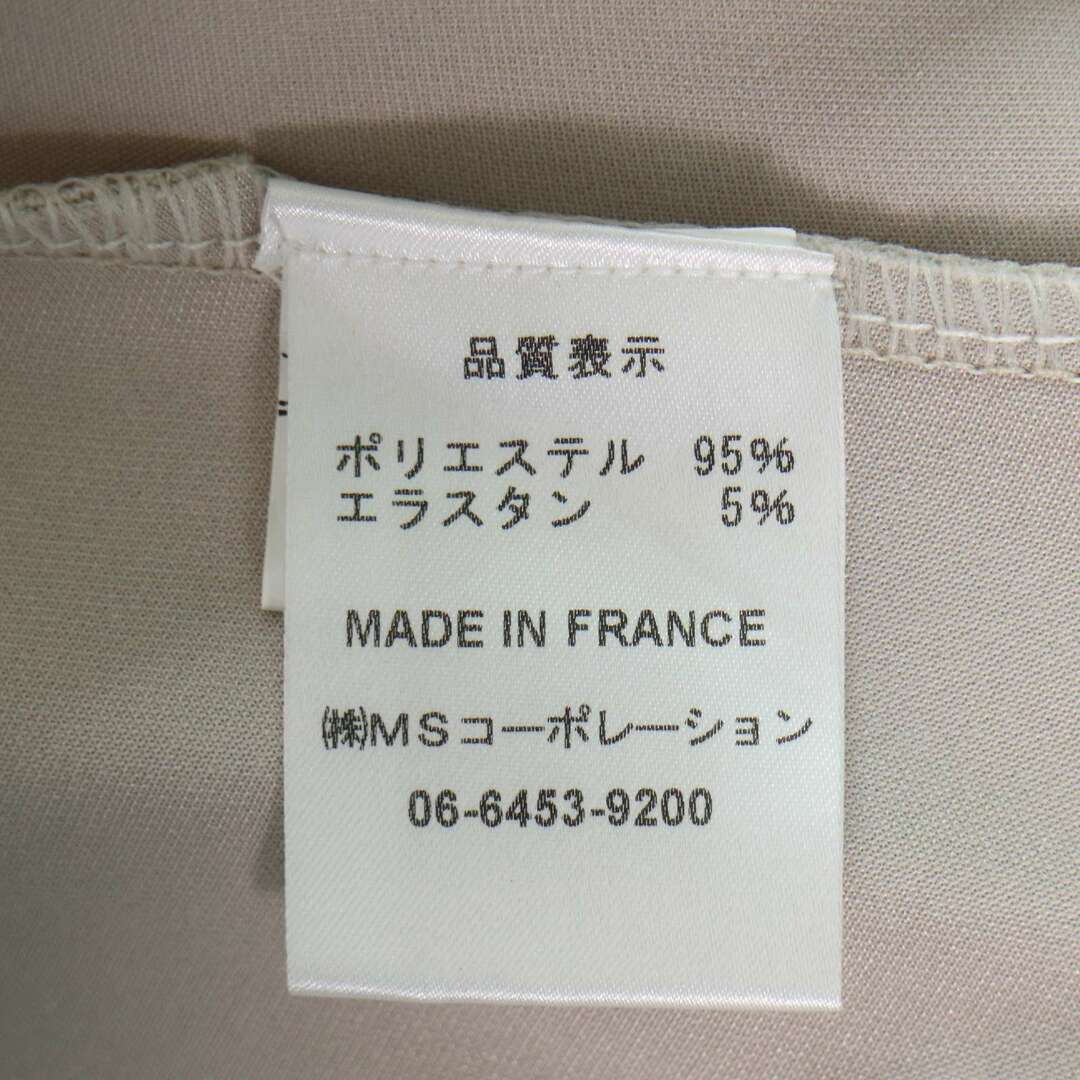 品質表示
ポリエステル 95%
エラスタン 5%
MADE IN FRANCE
㈱MSコーポレーション
06-6453-9200